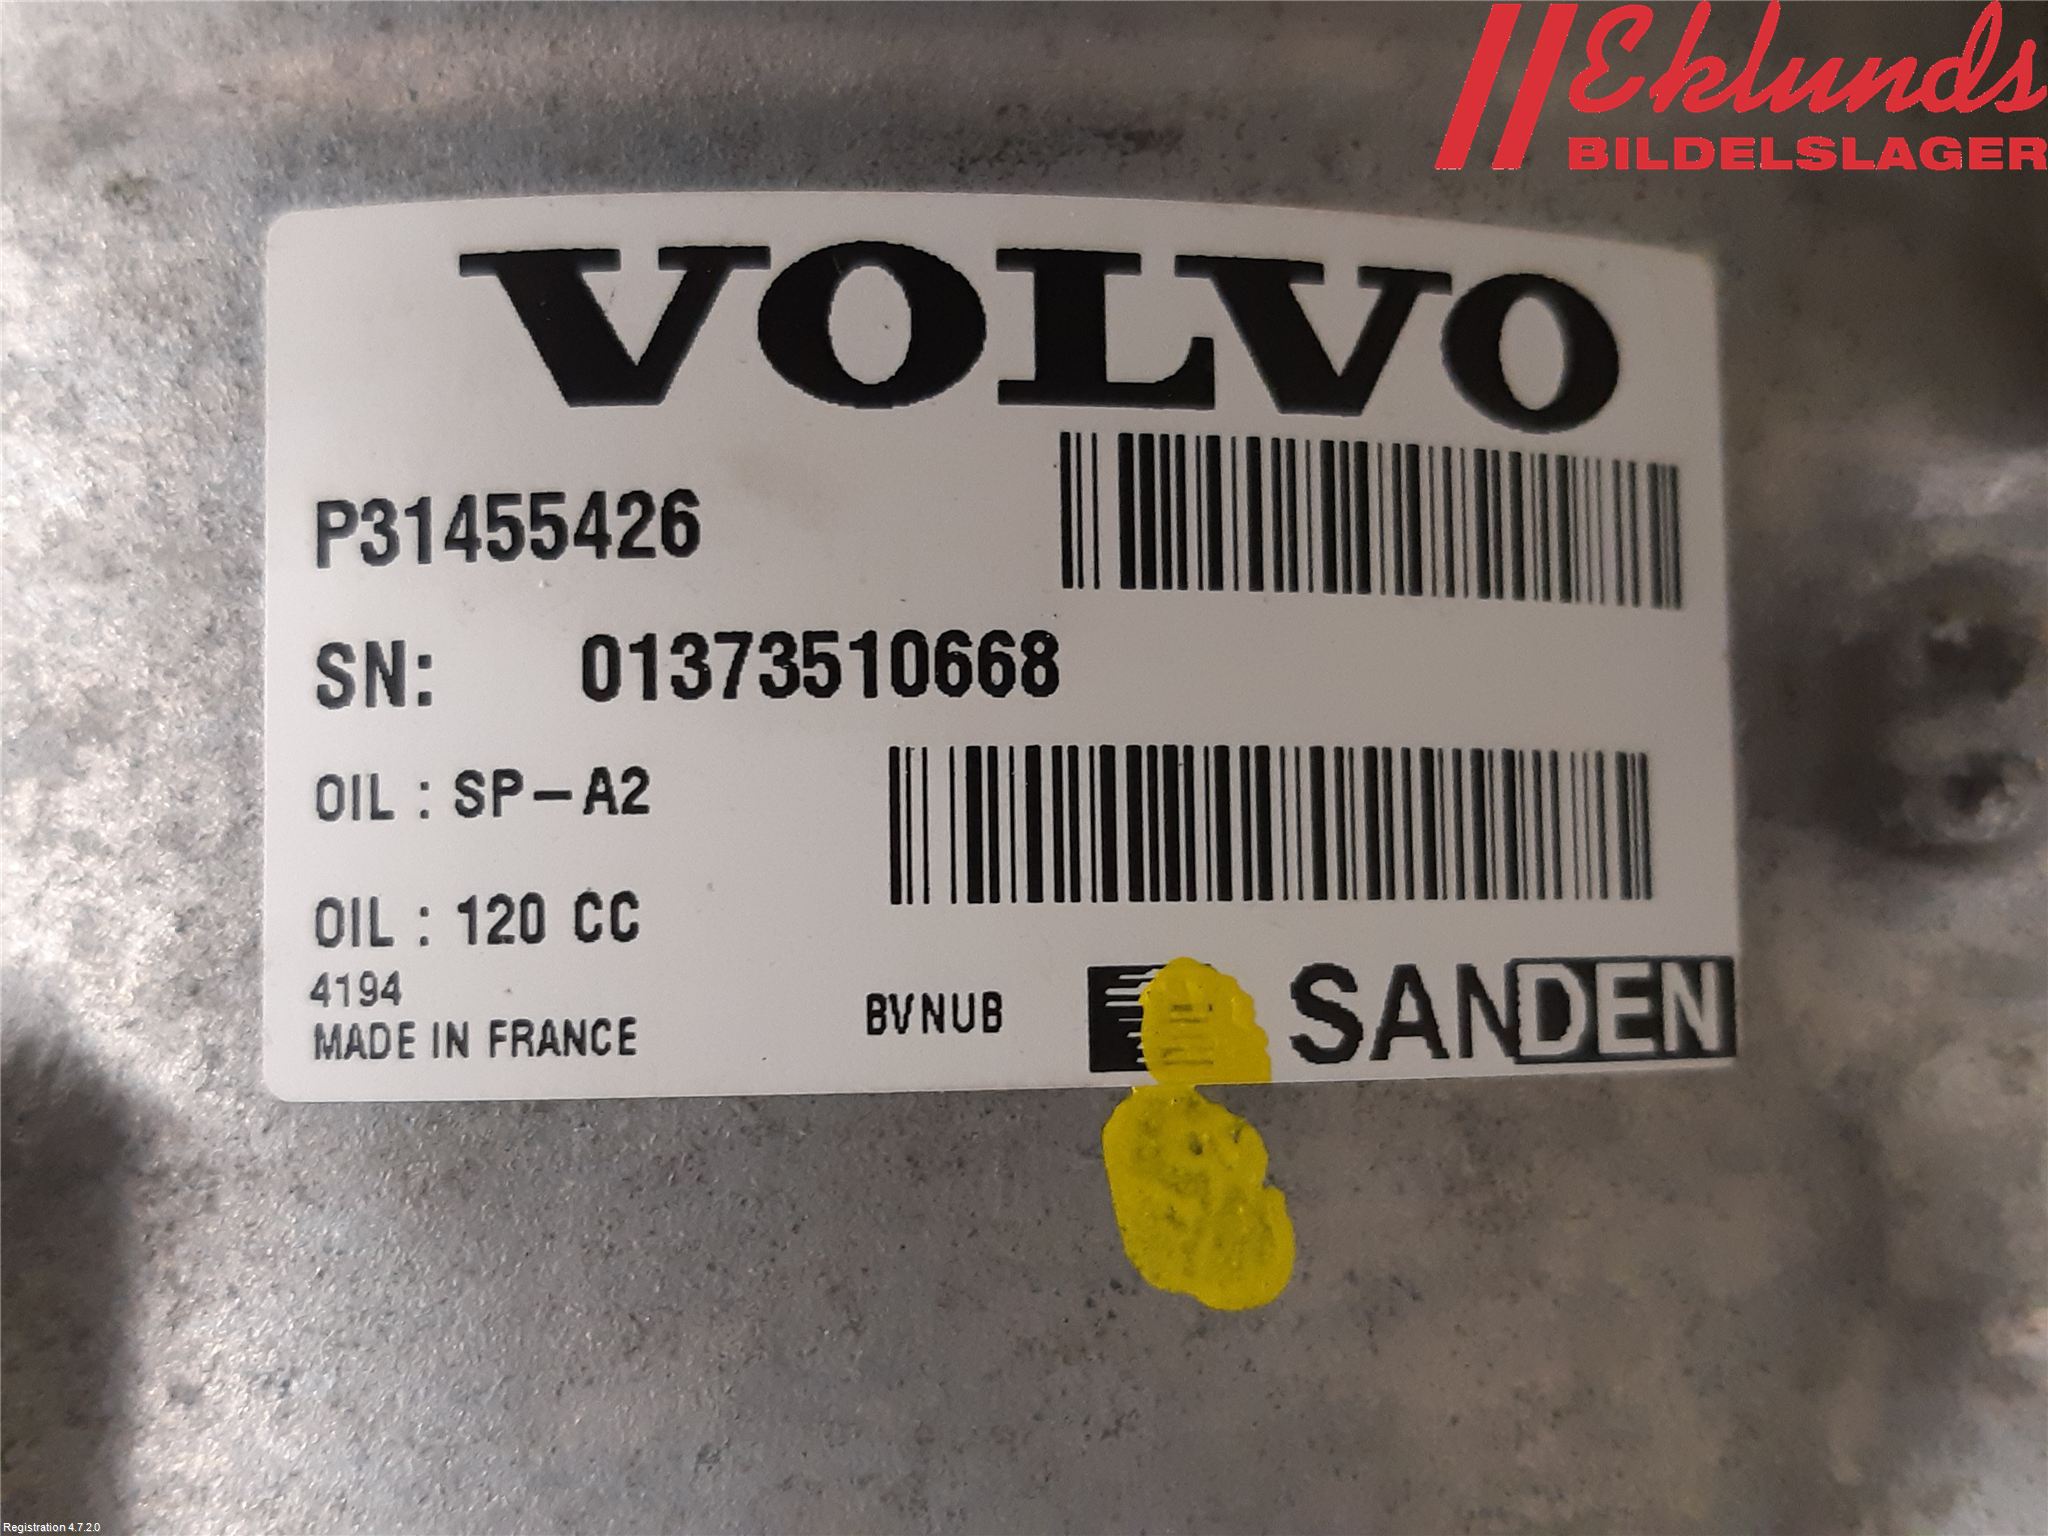 Eklunds
BILDELSLAGER
VOLVO
P31455426
SN: 01373510668
OIL : SP-A2
OIL : 120 CC
4194
MADE IN FRANCE
BVNUB
SANDEN
Registration 4.7.2.0